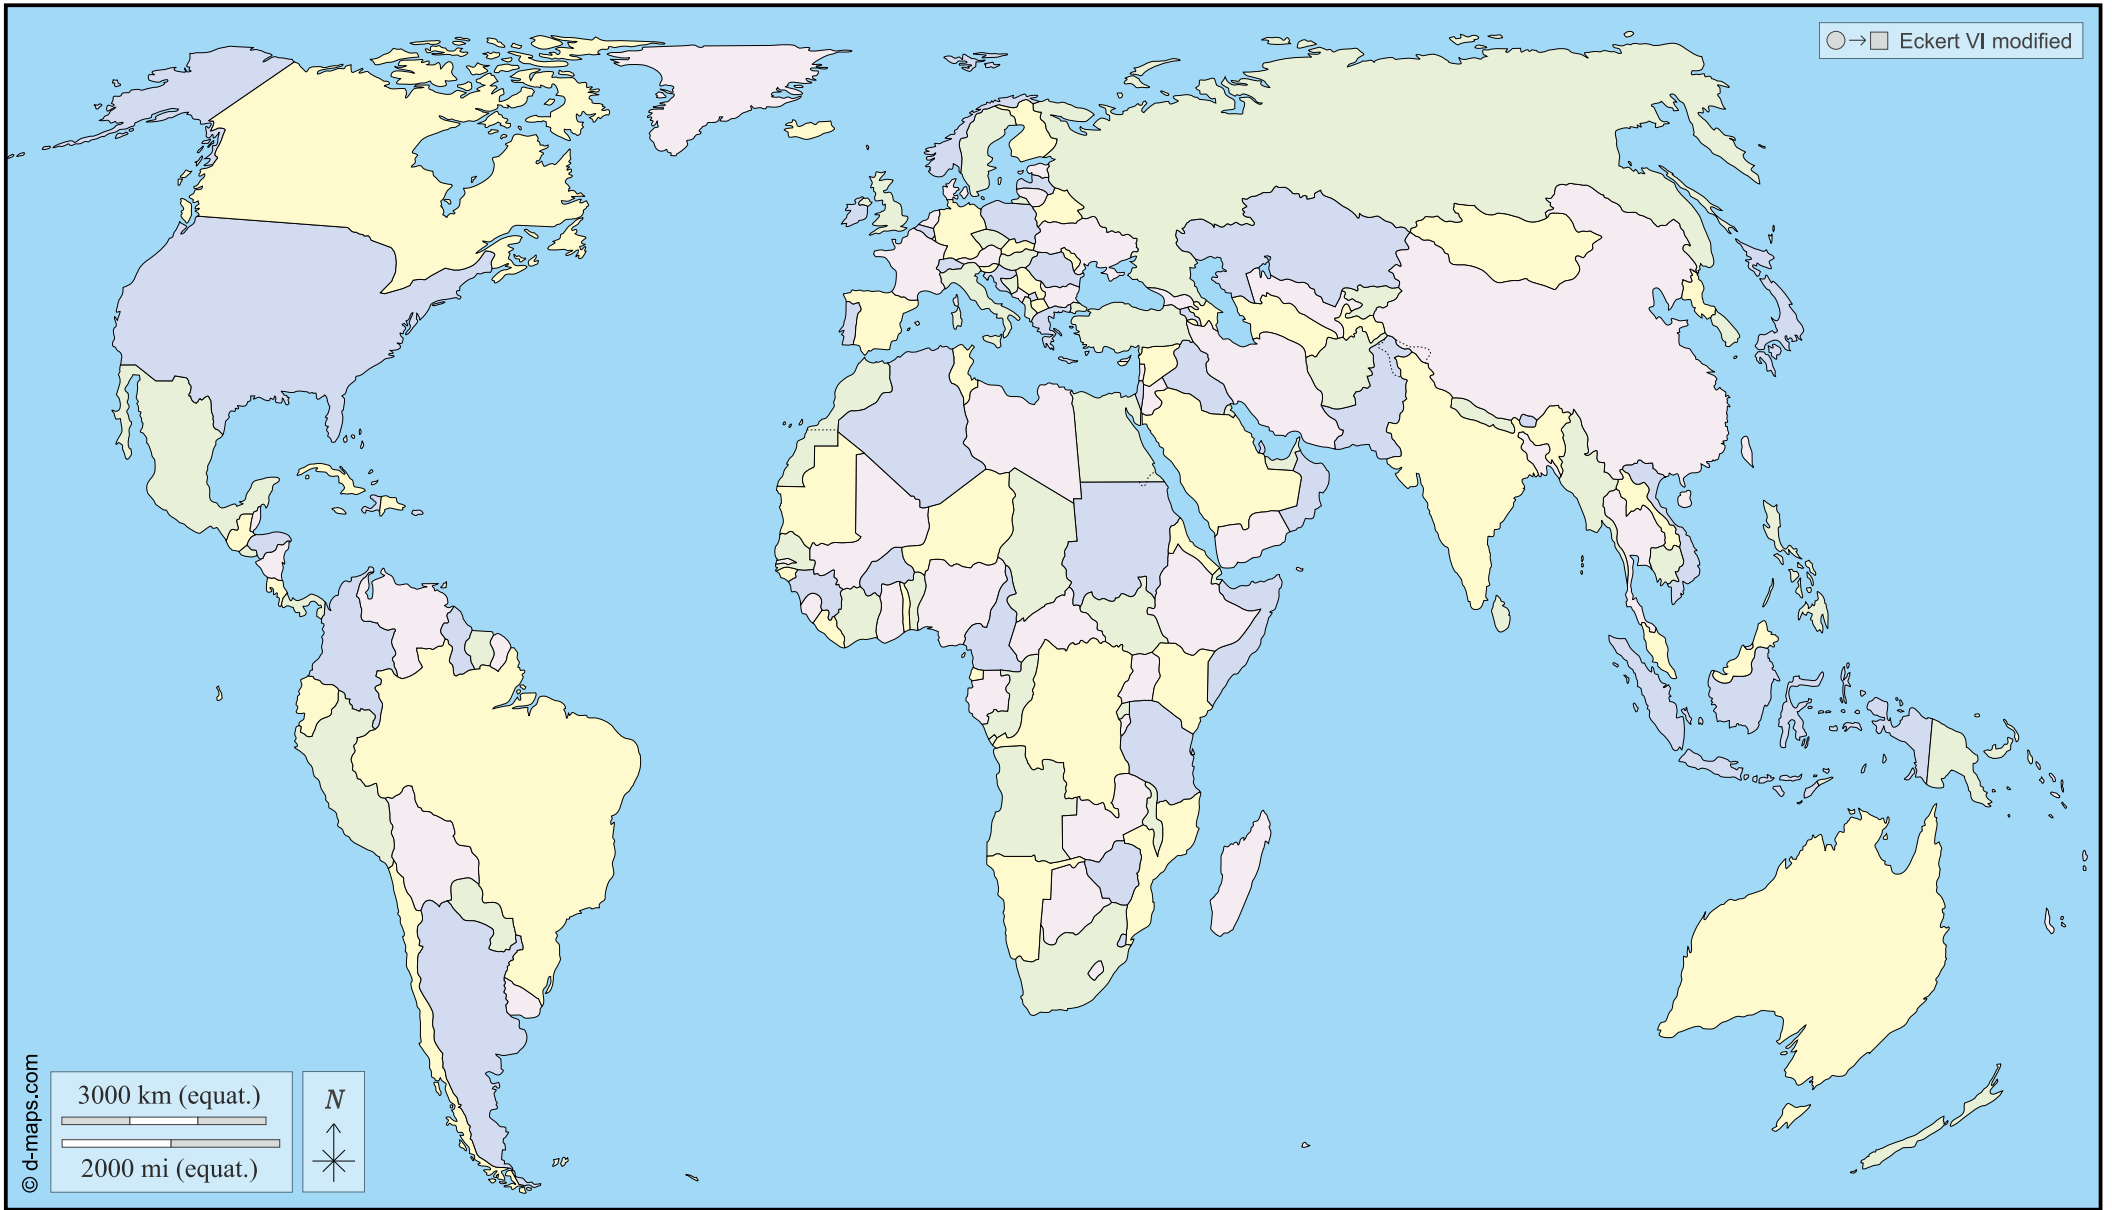 → Eckert VI modified
3000 km (equat.)
2000 mi (equat.)
N
© d-maps.com